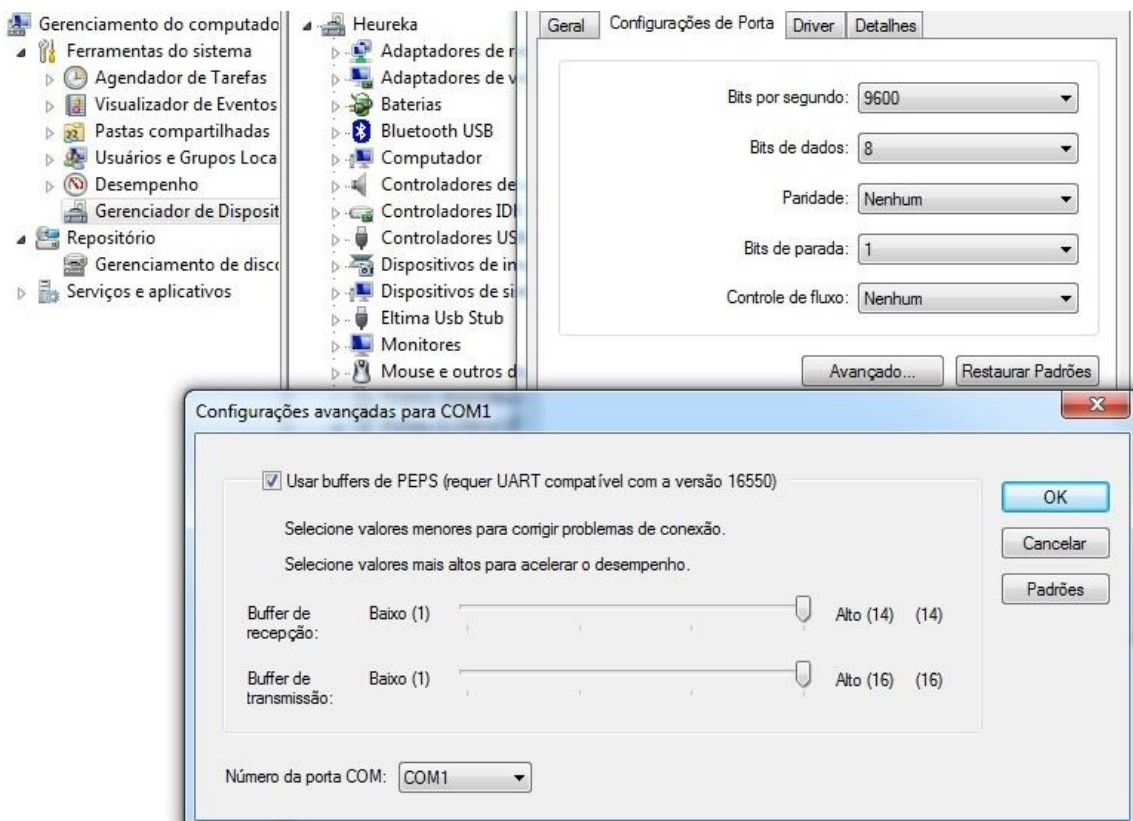 Gerenciamento do computado
Ferramentas do sistema
Agendador de Tarefas
Visualizador de Eventos
Pastas compartilhadas
Usuários e Grupos Loca
Desempenho
Gerenciador de Disposit
Repositório
Gerenciamento de disco
Serviços e aplicativos
Heureka
Adaptadores de r
Adaptadores de v
Baterias
Bluetooth USB
Computador
Controladores de
Controladores IDE
Controladores US
Dispositivos de in
Dispositivos de si
Eltima Usb Stub
Monitores
Mouse e outros d
Geral Configurações de Porta Driver Detalhes
Bits por segundo: 9600
Bits de dados: 8
Paridade: Nenhum
Bits de parada: 1
Controle de fluxo: Nenhum
Avançado... Restaurar Padrões
Configurações avançadas para COM1
Usar buffers de PEPS (requer UART compatível com a versão 16550)
Selecione valores menores para corrigir problemas de conexão.
Selecione valores mais altos para acelerar o desempenho.
Buffer de recepção: Baixo (1) Alto (14) (14)
Buffer de transmissão: Baixo (1) Alto (16) (16)
Número da porta COM: COM1
OK
Cancelar
Padrões